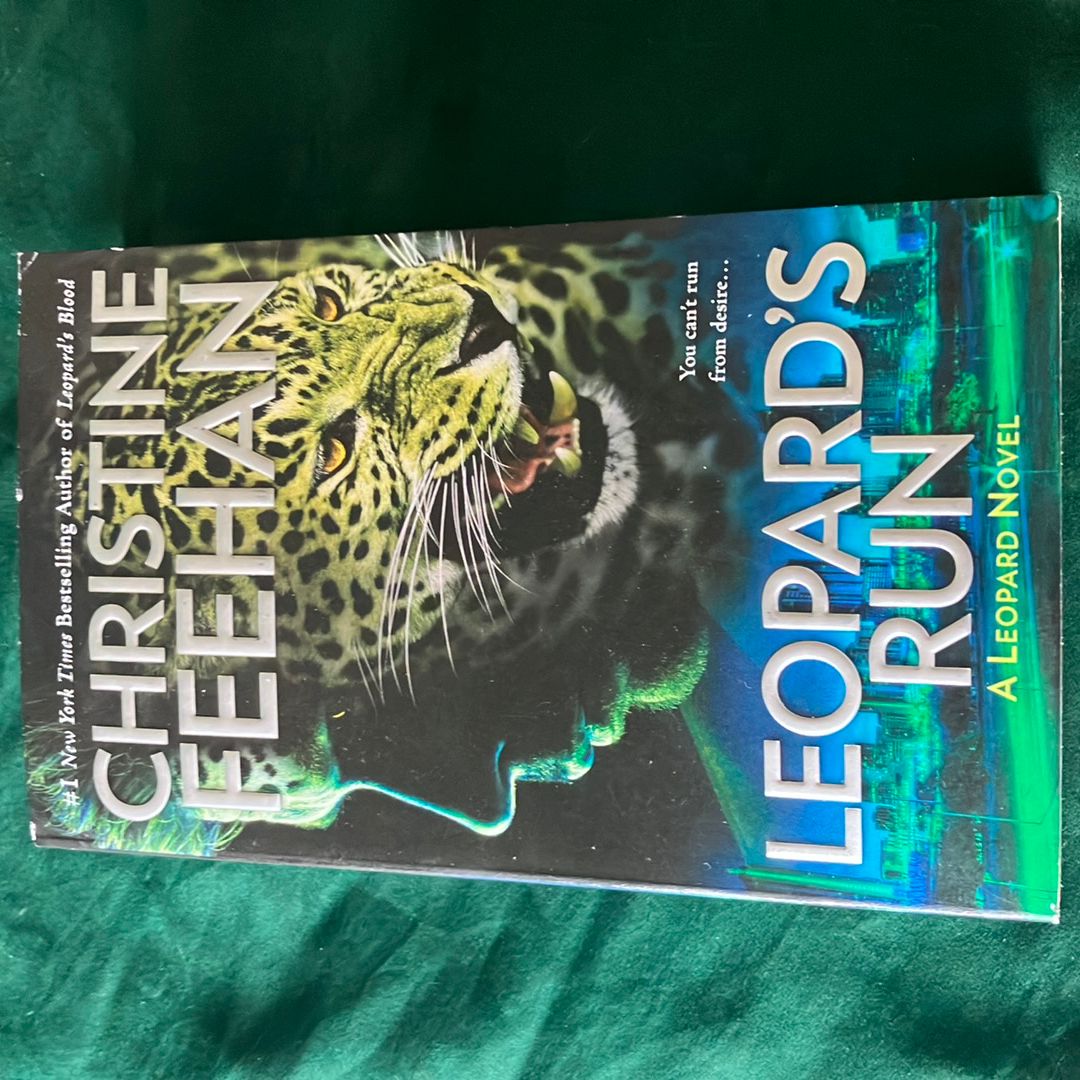 #1 New York Times Bestselling Author of Leopard's Blood
CHRISTINE
FEEHAN
You can't run
from desire...
LEOPARD'S
RUN
A LEOPARD NOVEL